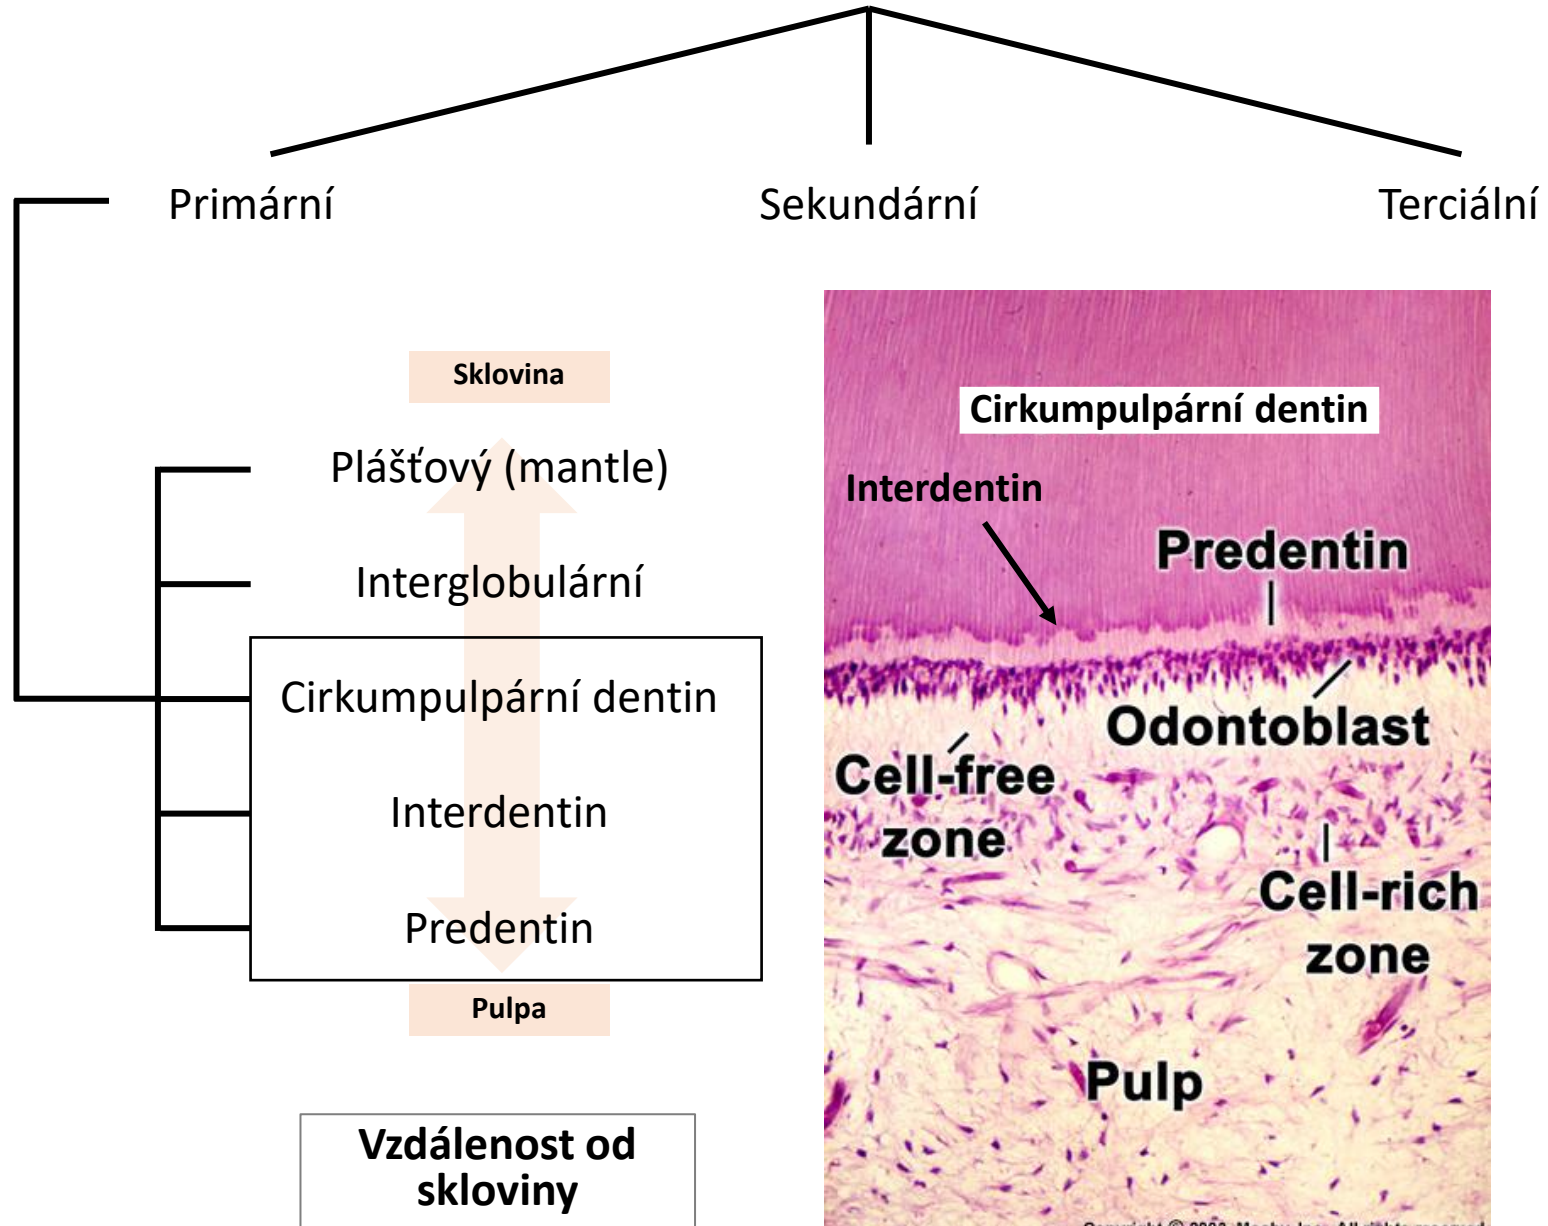 Primární
Sekundární
Terciální
Sklovina
Plášťový (mantle)
Interglobulární
Cirkumpulpární dentin
Interdentin
Predentin
Pulpa
Vzdálenost od
skloviny
Cirkumpulpární dentin
Interdentin
Predentin
Odontoblast
Cell-free
zone
Cell-rich
zone
Pulp